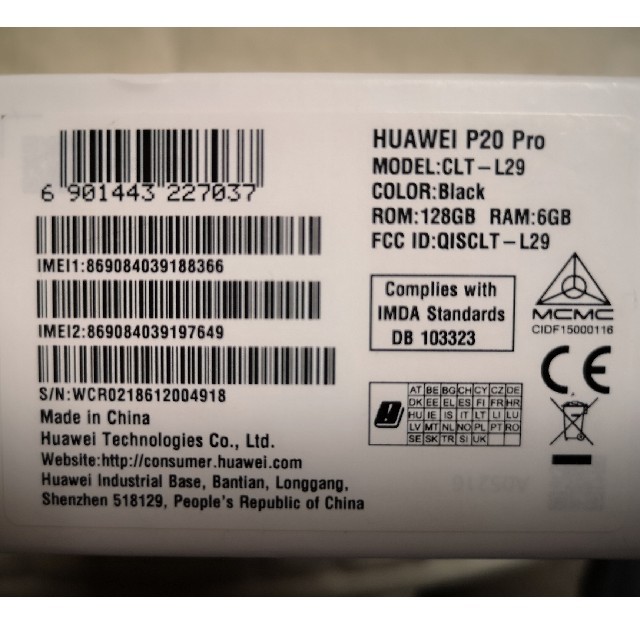 6 901443 227037
IMEI1:869084039188366
IMEI2:869084039197649
S/N:WCR0218612004918
Made in China
Huawei Technologies Co., Ltd.
Website:http://consumer.huawei.com
Huawei Industrial Base, Bantian, Longgang,
Shenzhen 518129, People's Republic of China
HUAWEI P20 Pro
MODEL:CLT-L29
COLOR:Black
ROM:128GB RAM:6GB
FCC ID:QISCLT-L29
Complies with
IMDA Standards
DB 103323
MCMC
CIDF15000116
CE
AT BE BG CH CY CZ DE
DK EE EL ES FI FR HR
HU IE IS IT LT LI LU
LV MT NL NO PL PT RO
SE SK TR SI UK